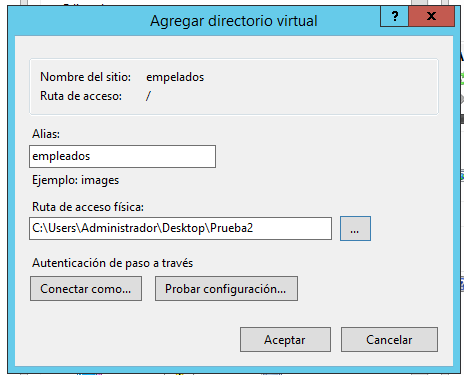 Agregar directorio virtual
?
x
Nombre del sitio: empelados
Ruta de acceso: /
Alias:
empleados
Ejemplo: images
Ruta de acceso física:
C:\Users\Administrador\Desktop\Prueba2
...
Autenticación de paso a través
Conectar como...
Probar configuración...
Aceptar
Cancelar